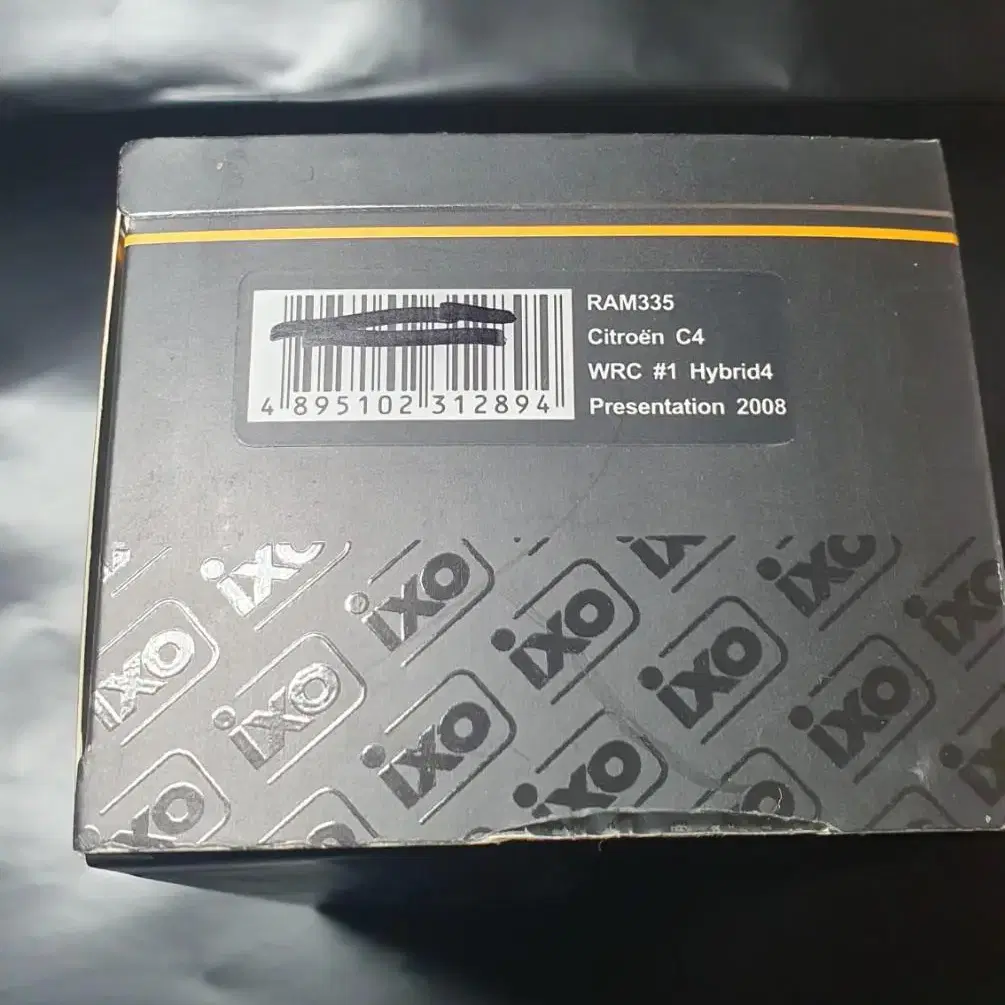 RAM335
Citroën C4
WRC #1 Hybrid4
Presentation 2008
4 895102 312894
ixo
ixo
ixo
ixo
ixo
ixo
ixo
ixo
ixo
ixo
ixo